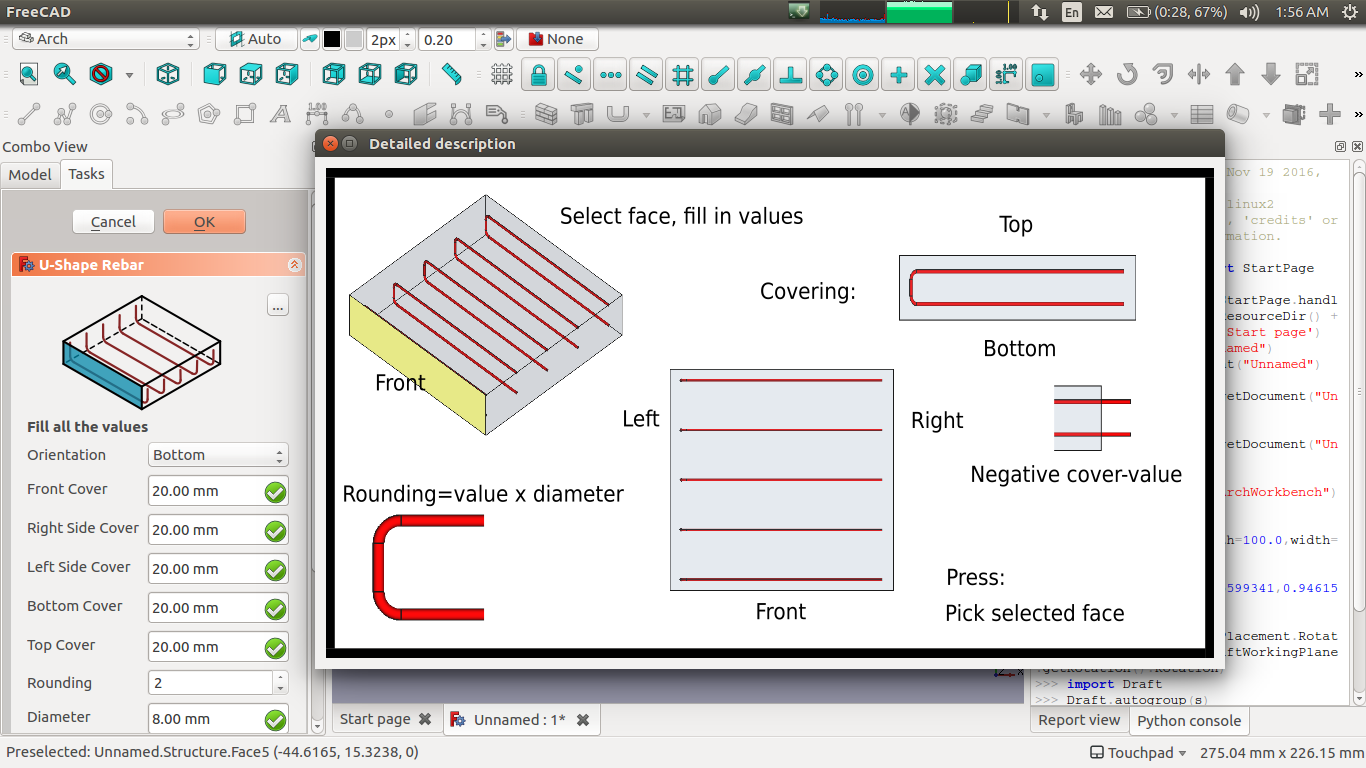 FreeCAD
En
(0:28, 67%)
1:56 AM
Arch
Auto
2px
0.20
None
»
1.00
»
»
Combo View
Detailed description
Model
Tasks
Cancel
OK
U-Shape Rebar
...
Fill all the values
Orientation
Bottom
Front Cover
20.00 mm
Right Side Cover
20.00 mm
Left Side Cover
20.00 mm
Bottom Cover
20.00 mm
Top Cover
20.00 mm
Rounding
2
Diameter
8.00 mm
Select face, fill in values
Top
Covering:
Bottom
Front
Left
Right
Negative cover-value
Rounding=value x diameter
Front
Press:
Pick selected face
Nov 19 2016,
linux2
, 'credits' or
mation.
t StartPage
StartPage.handl
esourceDir() +
Start page')
amed")
t("Unnamed")
etDocument("Un
etDocument("Un
rchWorkbench")
h=100.0,width=
599341,0.94615
Placement.Rotat
ftWorkingPlane
.getRotation().Rotation)
>>> import Draft
>>> Draft.autogroup(s)
Start page
Unnamed : 1*
Report view
Python console
Preselected: Unnamed.Structure.Face5 (-44.6165, 15.3238, 0)
Touchpad
275.04 mm x 226.15 mm